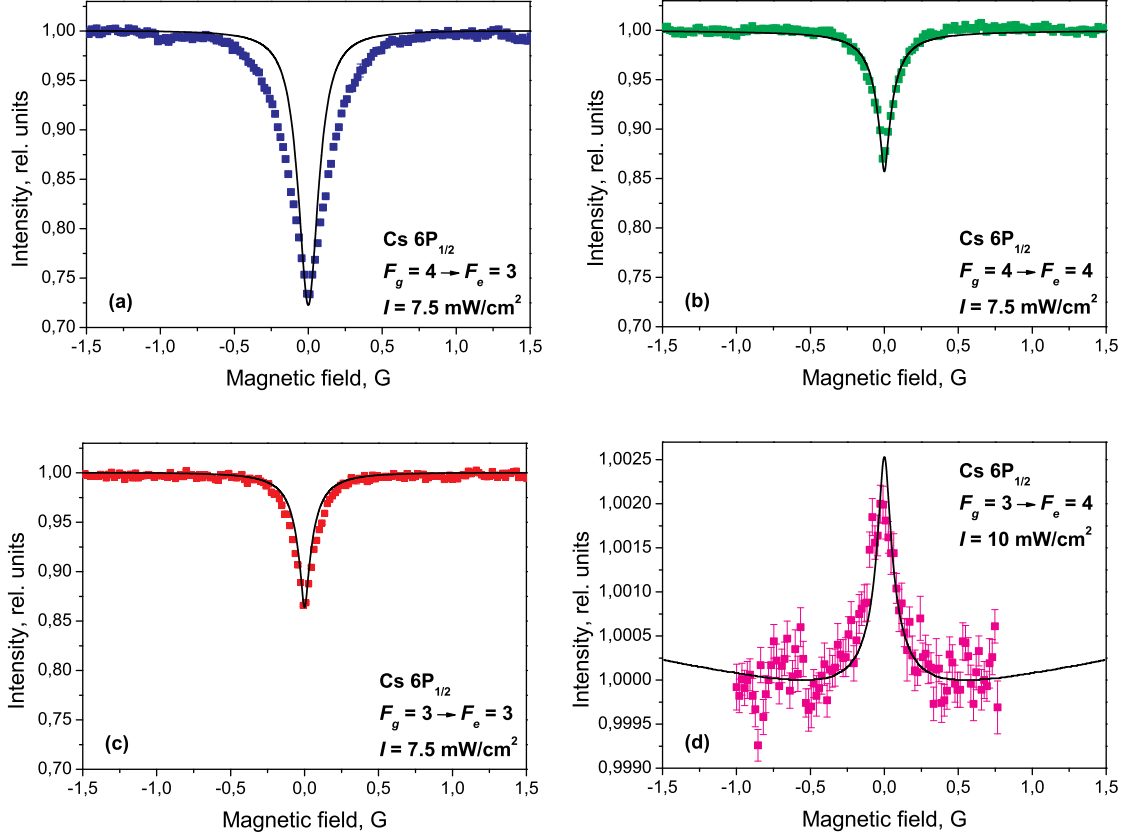 1,00
0,95
0,90
0,85
0,80
0,75
0,70
Intensity, rel. units
Cs 6P1/2
Fg = 4 → Fe = 3
I = 7.5 mW/cm2
(a)
-1,5 -1,0 -0,5 0,0 0,5 1,0 1,5
Magnetic field, G
1,00
0,95
0,90
0,85
0,80
0,75
0,70
Intensity, rel. units
Cs 6P1/2
Fg = 4 → Fe = 4
I = 7.5 mW/cm2
(b)
-1,5 -1,0 -0,5 0,0 0,5 1,0 1,5
Magnetic field, G
1.00
0,95
0,90
0,85
0,80
0,75
0,70
Intensity, rel. units
Cs 6P1/2
Fg = 3 → Fe = 3
I = 7.5 mW/cm2
(c)
-1,5 -1,0 -0,5 0,0 0,5 1,0 1,5
Magnetic field, G
1,0025
1,0020
1,0015
1,0010
1,0005
1,0000
0,9995
0,9990
Intensity, rel. units
Cs 6P1/2
Fg = 3 → Fe = 4
I = 10 mW/cm2
(d)
-1,5 -1,0 -0,5 0,0 0,5 1,0 1,5
Magnetic field, G